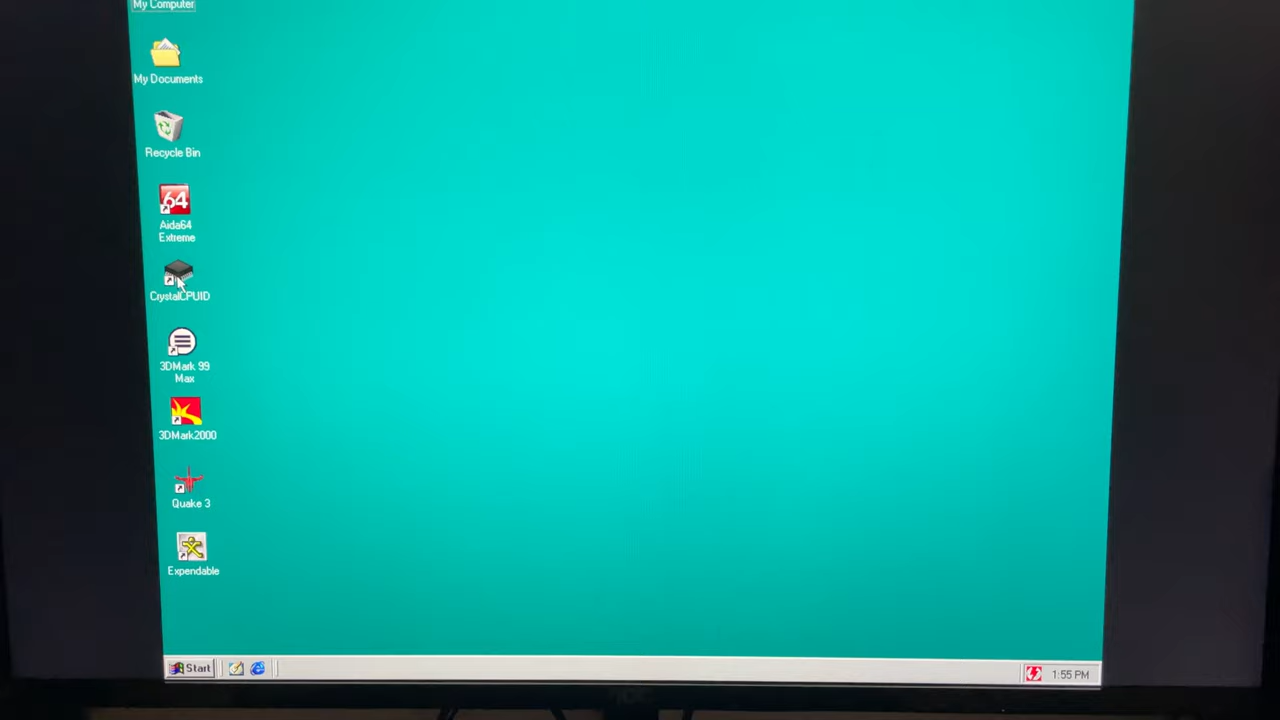 My Computer
My Documents
Recycle Bin
64
Aida64
Extreme
CrystalCPUID
3DMark 99
Max
3DMark2000
Quake 3
Expendable
Start
1:55 PM